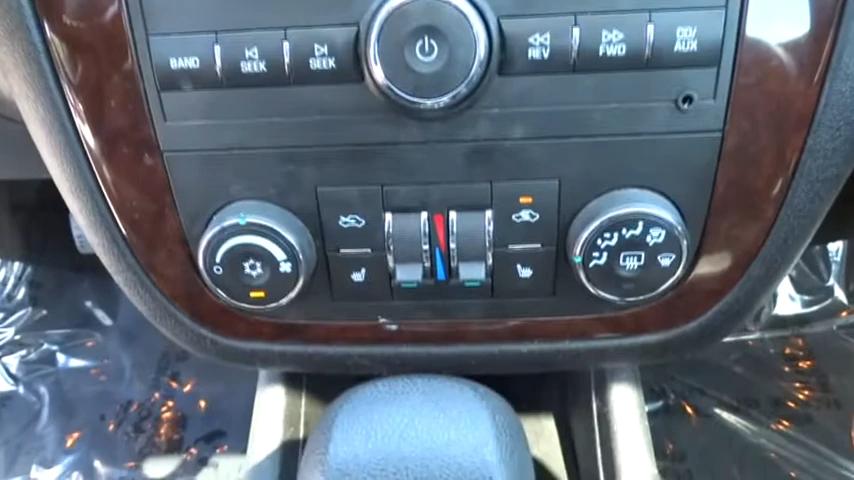 BAND
SEEK
SEEK
REV
FWD
CD/
AUX